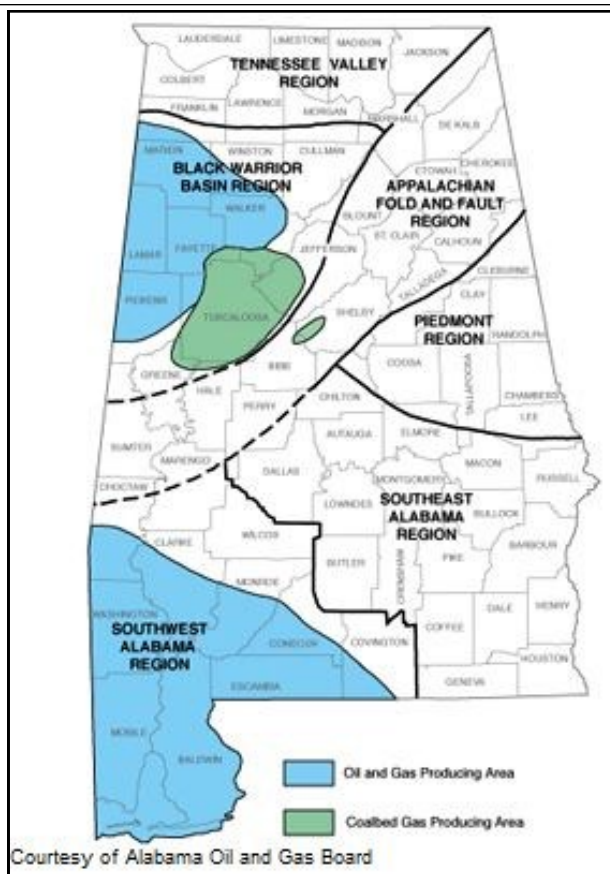 LAUDERDALE
LIMESTONE
MADISON
JACKSON
TENNESSEE VALLEY
REGION
COLBERT
FRANKLIN
LAWRENCE
MORGAN
MARSHALL
DE KALB
MARION
WINSTON
CULLMAN
CHEROKEE
ETOWAH
BLACK WARRIOR
BASIN REGION
APPALACHIAN
FOLD AND FAULT
REGION
WALKER
BLOUNT
LAMAR
FAYETTE
JEFFERSON
ST. CLAIR
CALHOUN
CLEBURNE
TALLADEGA
PICKENS
TUSCALOOSA
SHELBY
CLAY
RANDOLPH
PIEDMONT
REGION
GREENE
HALE
BIBB
COOSA
TALLAPOOSA
CHAMBERS
PERRY
CHILTON
LEE
SUMTER
MARENGO
AUTAUGA
ELMORE
MACON
RUSSELL
CHOCTAW
DALLAS
MONTGOMERY
LOWNDES
SOUTHEAST
ALABAMA
REGION
BULLOCK
CLARKE
WILCOX
BUTLER
CRENSHAW
PIKE
BARBOUR
MONROE
WASHINGTON
SOUTHWEST
ALABAMA
REGION
CONECUH
COVINGTON
COFFEE
DALE
HENRY
HOUSTON
ESCAMBIA
GENEVA
MOBILE
BALDWIN
Oil and Gas Producing Area
Coalbed Gas Producing Area
Courtesy of Alabama Oil and Gas Board